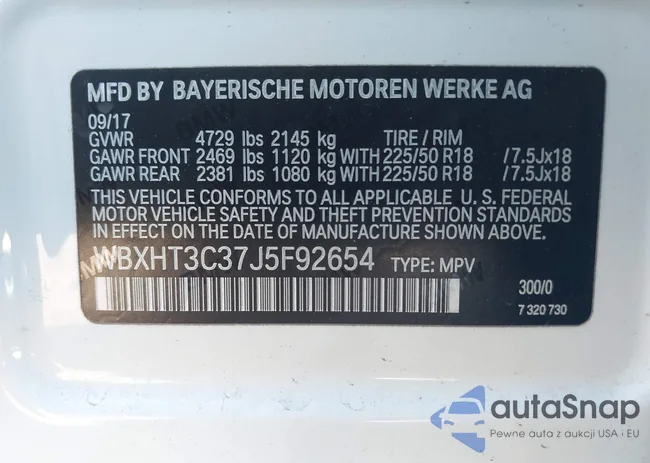 MFD BY BAYERISCHE MOTOREN WERKE AG
09/17
GVWR 4729 lbs 2145 kg TIRE / RIM
GAWR FRONT 2469 lbs 1120 kg WITH 225/50 R18 /7.5Jx18
GAWR REAR 2381 lbs 1080 kg WITH 225/50 R18 /7.5Jx18
THIS VEHICLE CONFORMS TO ALL APPLICABLE U. S. FEDERAL
MOTOR VEHICLE SAFETY AND THEFT PREVENTION STANDARDS
IN EFFECT ON THE DATE OF MANUFACTURE SHOWN ABOVE.
WBXHT3C37J5F92654 TYPE: MPV
300/0
7 320 730
autaSnap
Pewne auta z aukcji USA i EU